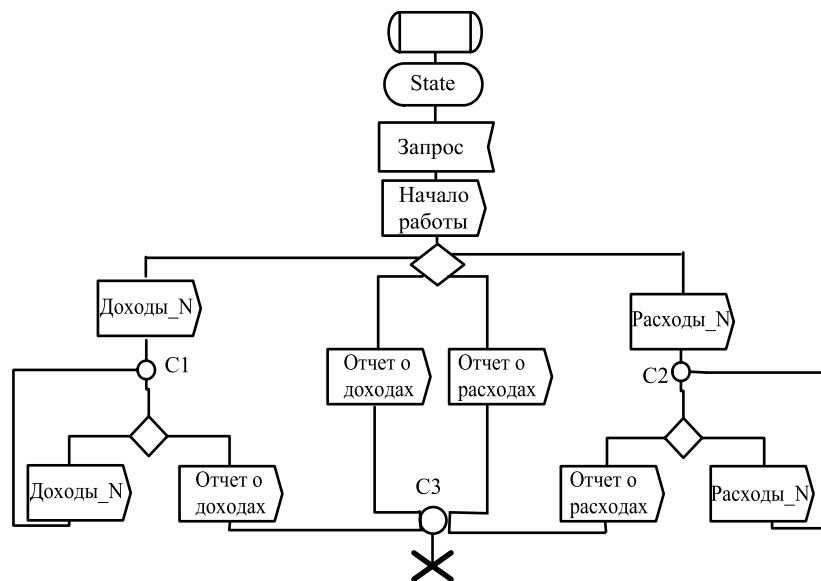 State
Запрос
Начало
работы
Доходы_N
Расходы_N
C1
Отчет о
доходах
Отчет о
расходах
C2
Доходы_N
Отчет о
доходах
C3
Отчет о
расходах
Расходы_N